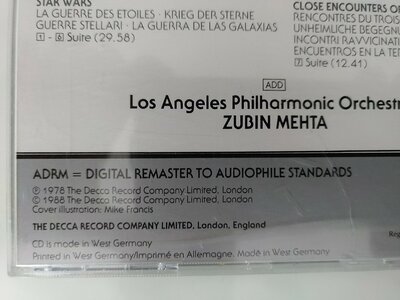 STAR WARS
LA GUERRE DES ETOILES · KRIEG DER STERNE
GUERRE STELLARI · LA GUERRA DE LAS GALAXIAS
1 - 6 Suite (29.58)
CLOSE ENCOUNTERS O
RENCONTRES DU TROIS
UNHEIMLICHE BEGEGNU
INCONTRI RAVVICINATI
ENCUENTROS EN LA TE
7 Suite (12.41)
ADD
Los Angeles Philharmonic Orchestr
ZUBIN MEHTA
ADRM = DIGITAL REMASTER TO AUDIOPHILE STANDARDS
℗ 1978 The Decca Record Company Limited, London
© 1988 The Decca Record Company Limited, London
Cover illustration: Mike Francis
THE DECCA RECORD COMPANY LIMITED, London, England
CD is made in West Germany
Printed in West Germany/Imprimé en Allemagne. Made in West Germany
Reg